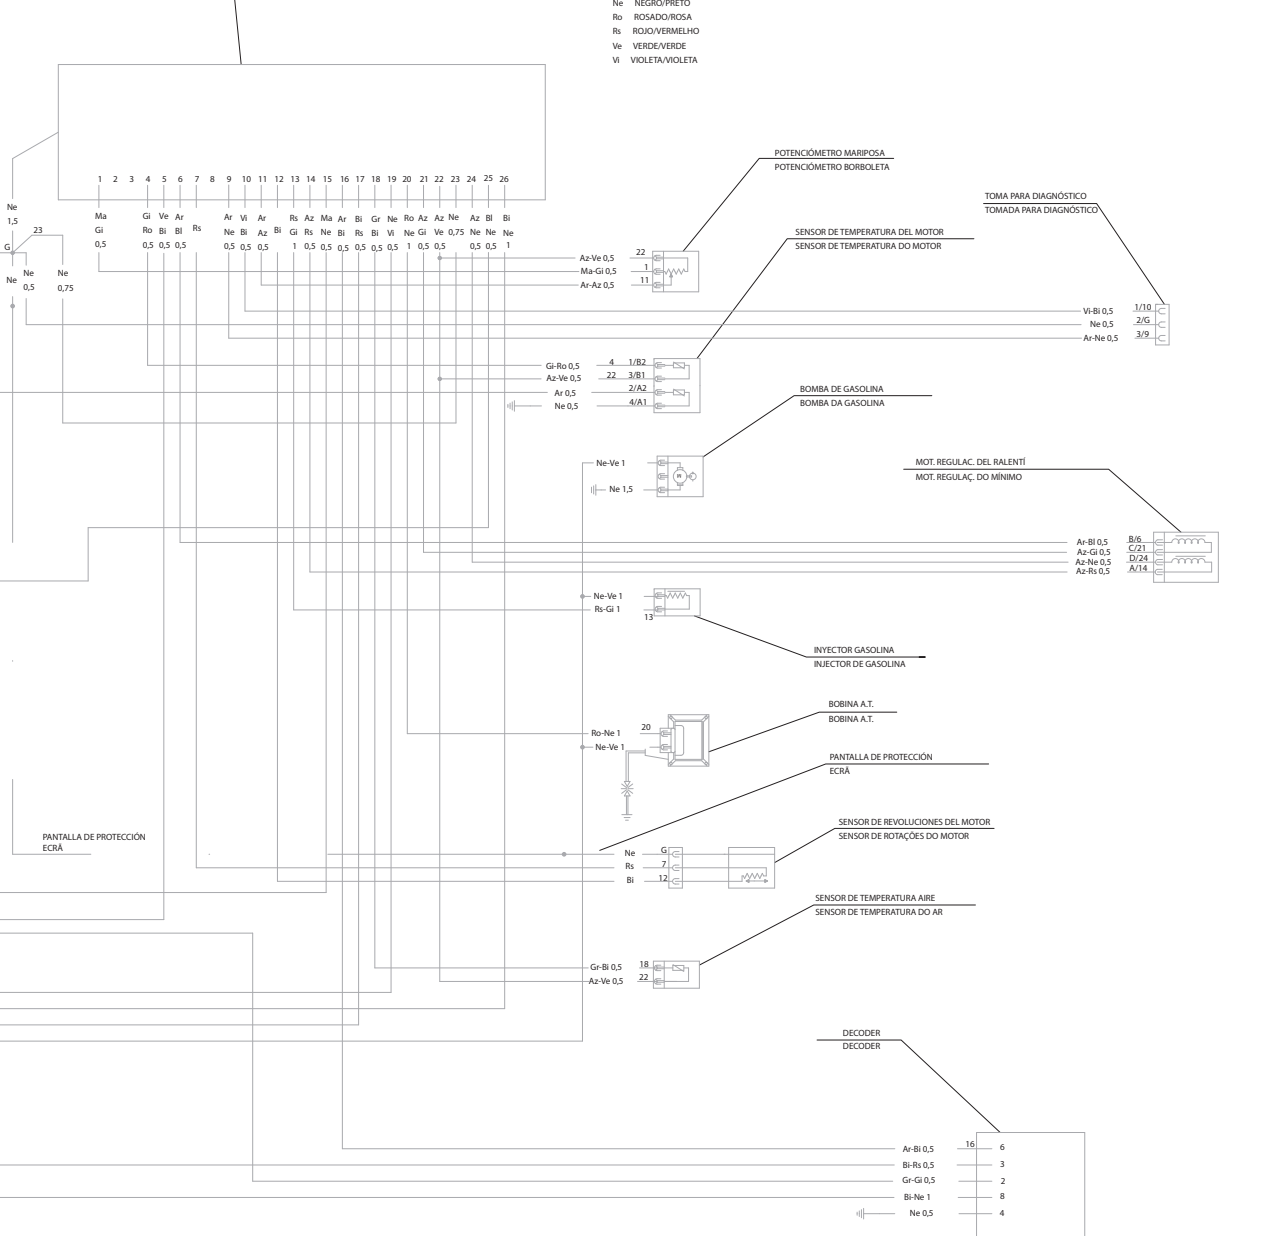 Ne NEGRO/PRETO
Ro ROSADO/ROSA
Rs ROJO/VERMELHO
Ve VERDE/VERDE
Vi VIOLETA/VIOLETA
1 2 3 4 5 6 7 8 9 10 11 12 13 14 15 16 17 18 19 20 21 22 23 24 25 26
Ma Gi Ve Ar Rs Ar Vi Ar Bi Rs Az Ma Ar Bi Gr Ne Ro Az Az Ne Az Bl Bi
Gi Ro Bi Bl Ne Bi Az Gi Rs Ne Bi Rs Bi Vi Ne Gi Ve 0,75 Ne Ne Ne
0,5 0,5 0,5 0,5 0,5 0,5 0,5 1 0,5 0,5 0,5 0,5 0,5 0,5 1 0,5 0,5 0,5 0,5 1
Ne
1,5
G
23
Ne
Ne
0,5
Ne
0,75
POTENCIÓMETRO MARIPOSA
POTENCIÓMETRO BORBOLETA
Az-Ve 0,5 22
Ma-Gi 0,5 1
Ar-Az 0,5 11
TOMA PARA DIAGNÓSTICO
TOMADA PARA DIAGNÓSTICO
Vi-Bi 0,5 1/10
Ne 0,5 2/G
Ar-Ne 0,5 3/9
SENSOR DE TEMPERATURA DEL MOTOR
SENSOR DE TEMPERATURA DO MOTOR
Gi-Ro 0,5 4 1/B2
Az-Ve 0,5 22 3/B1
Ar 0,5 2/A2
Ne 0,5 4/A1
BOMBA DE GASOLINA
BOMBA DA GASOLINA
Ne-Ve 1
Ne 1,5
M
MOT. REGULAC. DEL RALENTÍ
MOT. REGULAÇ. DO MÍNIMO
Ar-Bl 0,5 B/6
Az-Gi 0,5 C/21
Az-Ne 0,5 D/24
Az-Rs 0,5 A/14
Ne-Ve 1
Rs-Gi 1
13
INYECTOR GASOLINA
INJECTOR DE GASOLINA
BOBINA A.T.
BOBINA A.T.
Ro-Ne 1 20
Ne-Ve 1
PANTALLA DE PROTECCIÓN
ECRÃ
PANTALLA DE PROTECCIÓN
ECRÃ
SENSOR DE REVOLUCIONES DEL MOTOR
SENSOR DE ROTAÇÕES DO MOTOR
Ne G
Rs 7
Bi 12
SENSOR DE TEMPERATURA AIRE
SENSOR DE TEMPERATURA DO AR
Gr-Bi 0,5 18
Az-Ve 0,5 22
DECODER
DECODER
Ar-Bi 0,5 16 6
Bi-Rs 0,5 3
Gr-Gi 0,5 2
Bi-Ne 1 8
Ne 0,5 4